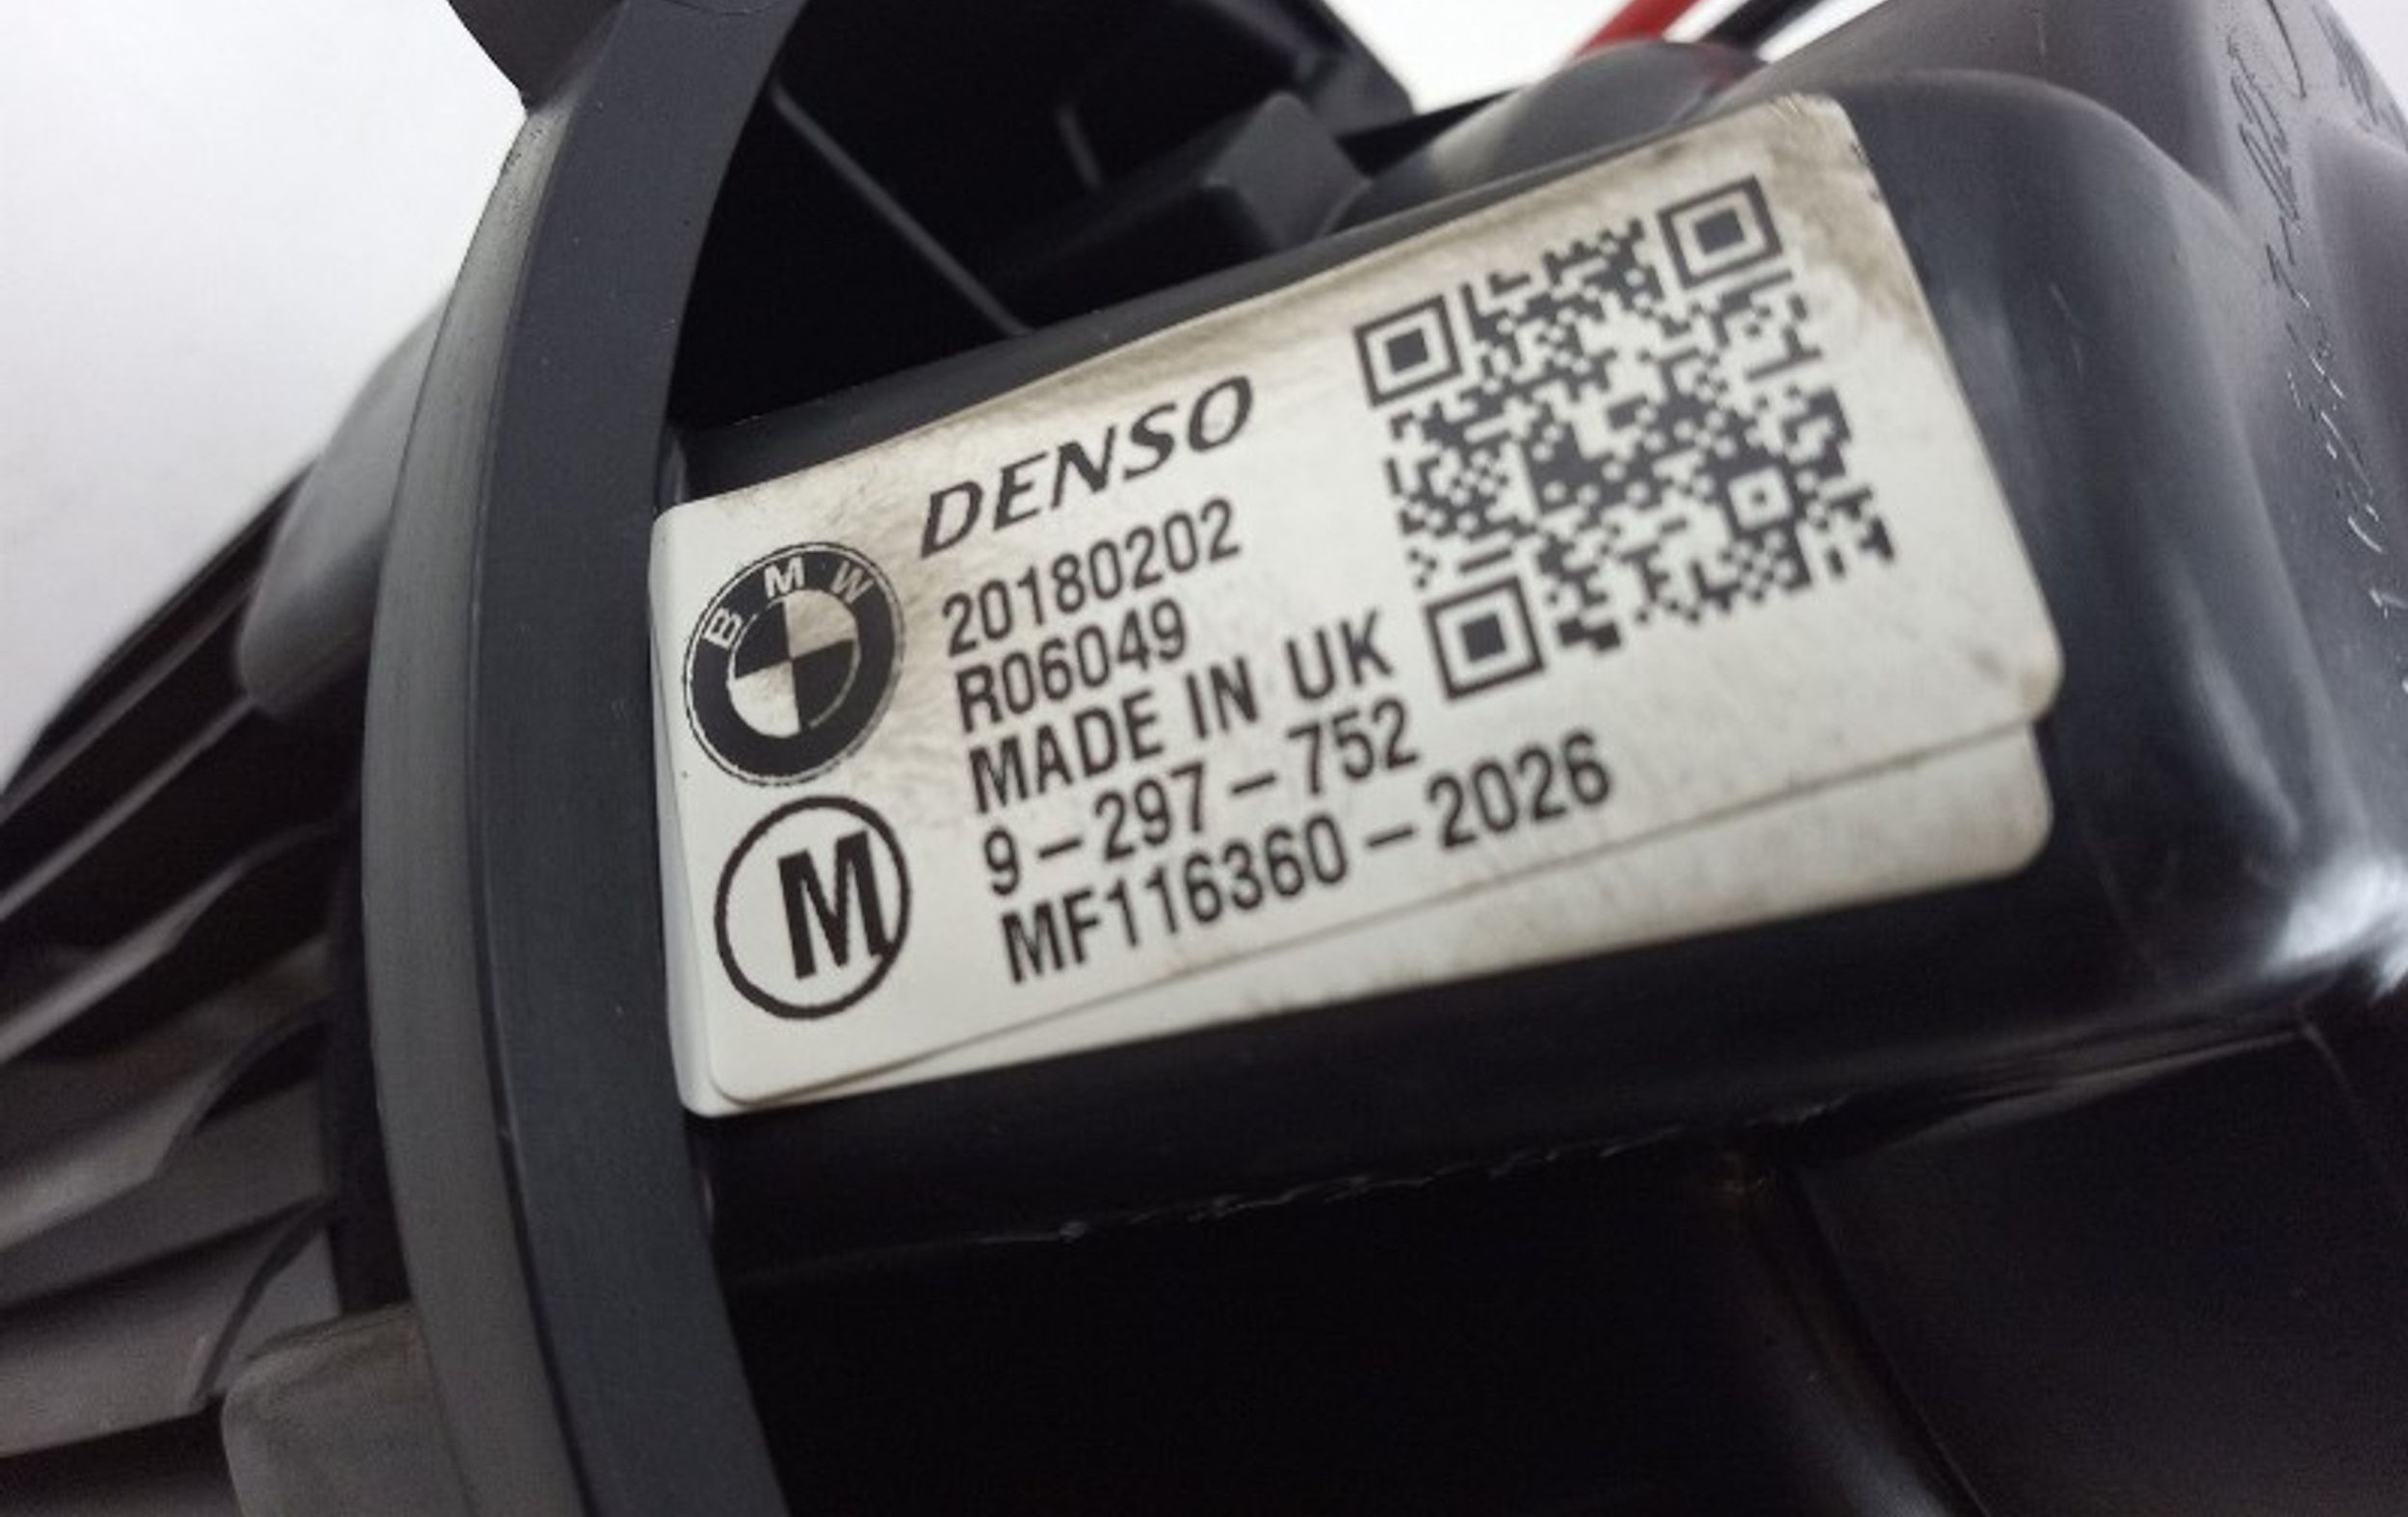 DENSO
BMW
20180202
R06049
MADE IN UK
9-297-752
M
MF116360-2026